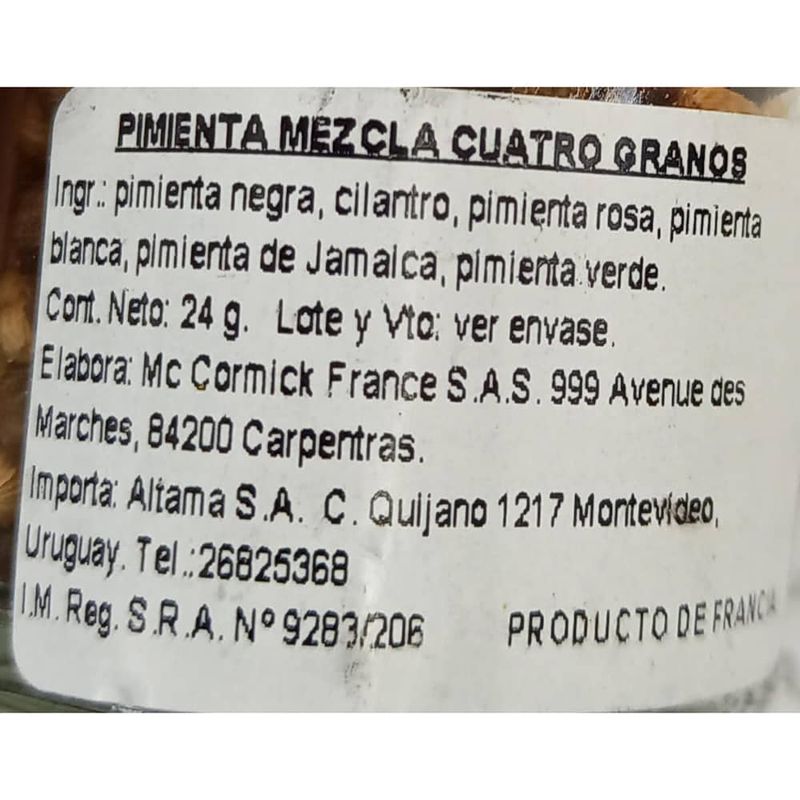 PIMIENTA MEZCLA CUATRO GRANOS
Ingr.: pimienta negra, cilantro, pimienta rosa, pimienta
blanca, pimienta de Jamaica, pimienta verde.
Cont. Neto: 24 g. Lote y Vto: ver envase.
Elabora: Mc Cormick France S.A.S. 999 Avenue des
Marches, 84200 Carpentras.
Importa: Altama S.A. C. Quijano 1217 Montevideo,
Uruguay. Tel.:26825368
I.M. Reg. S.R.A. Nº 9283/206 PRODUCTO DE FRANCIA